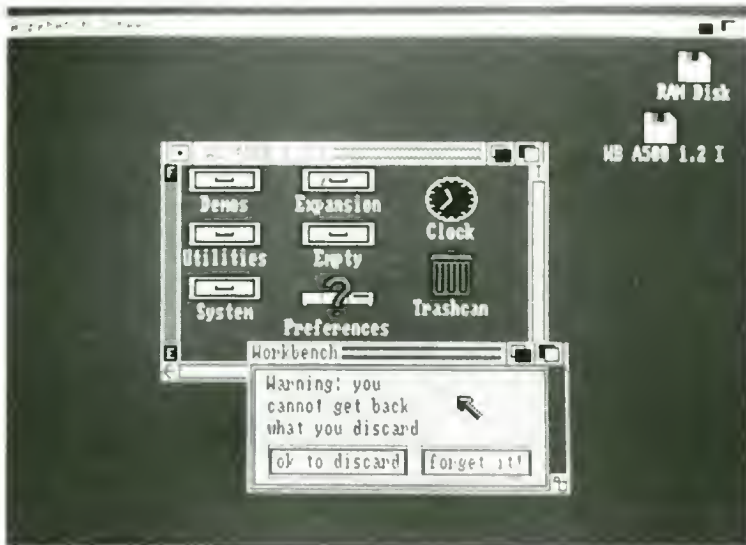 RAM Disk
WB A500 1.2 I
Demos
Expansion
Clock
Utilities
Empty
System
Preferences
Trashcan
F
E
Workbench
Warning: you
cannot get back
what you discard
ok to discard
forget it!